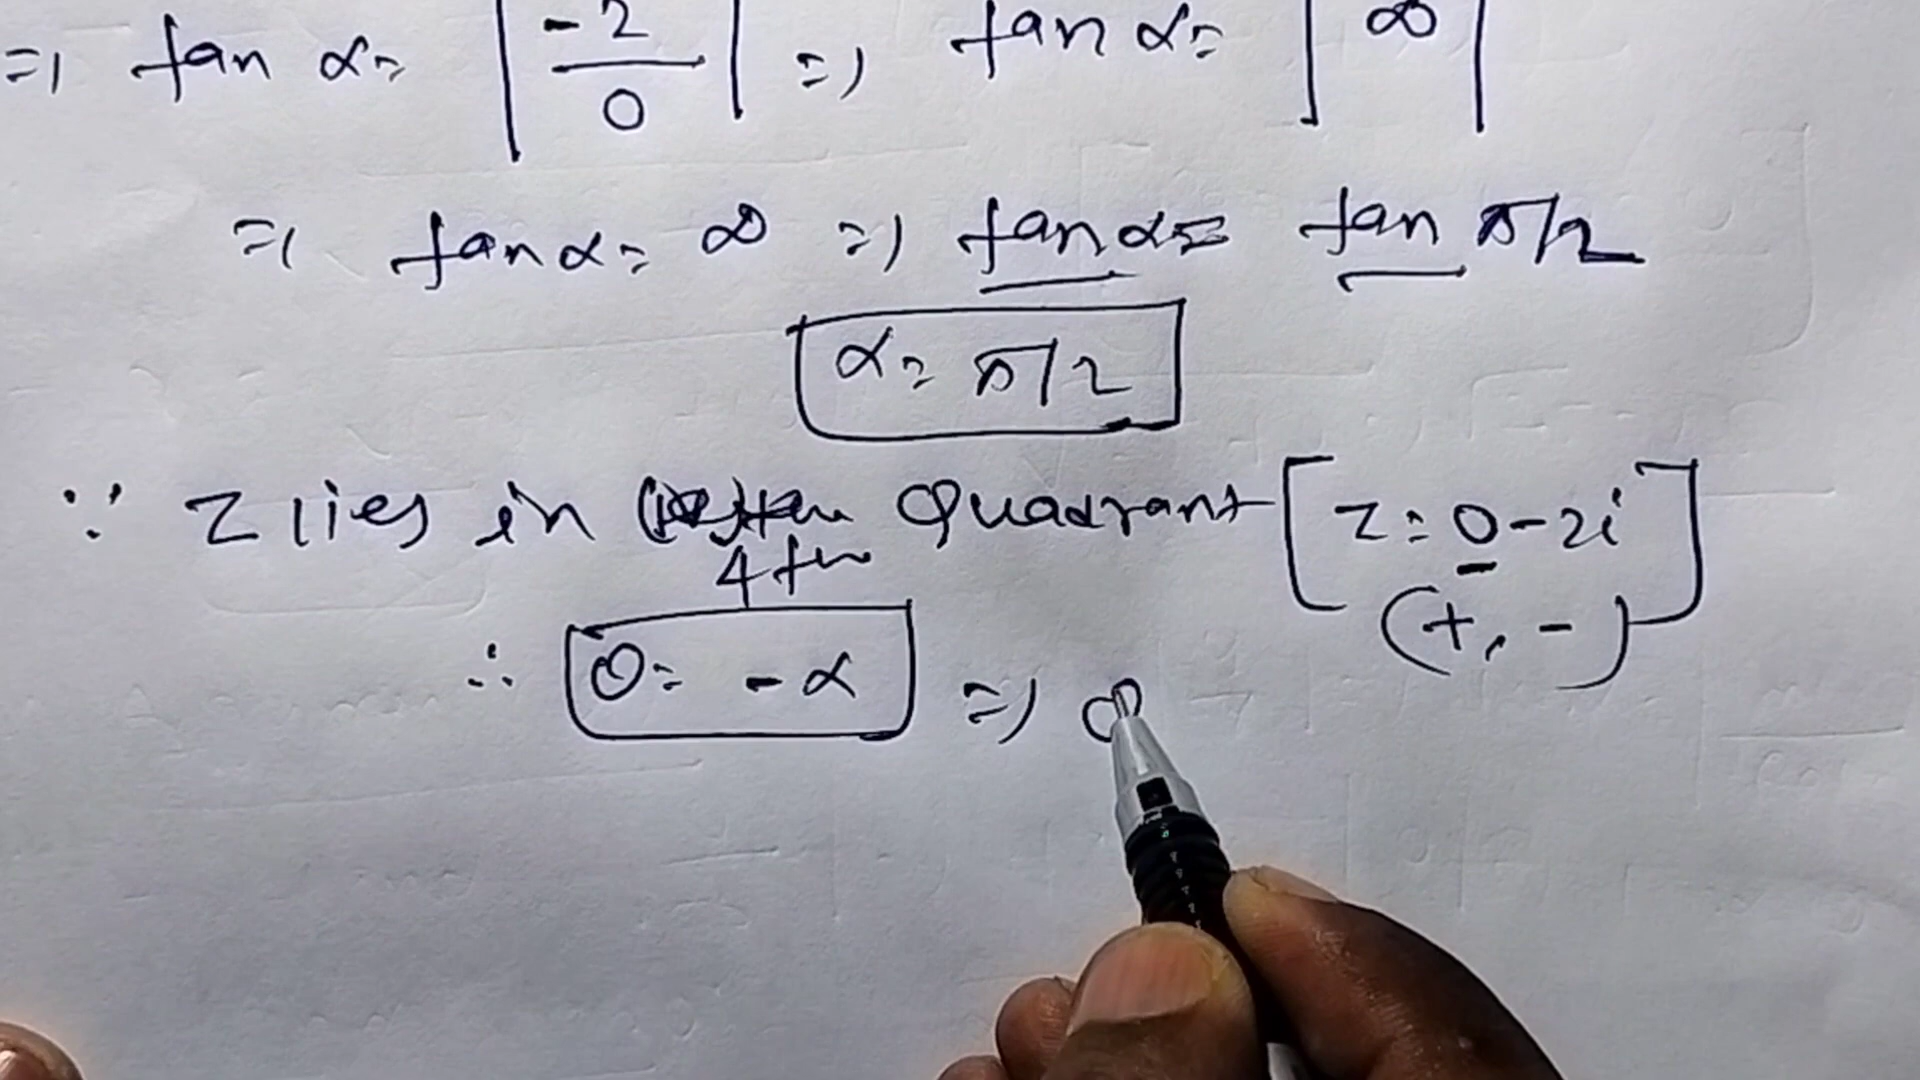 ⇒ tan α = |-2/0| ⇒ tan α = |∞|
⇒ tan α = ∞ ⇒ tan α = tan π/2
α = π/2
∵ Z lies in 4th Quadrant [z = 0 - 2i]
(+, -)
∴ θ = -α ⇒ θ